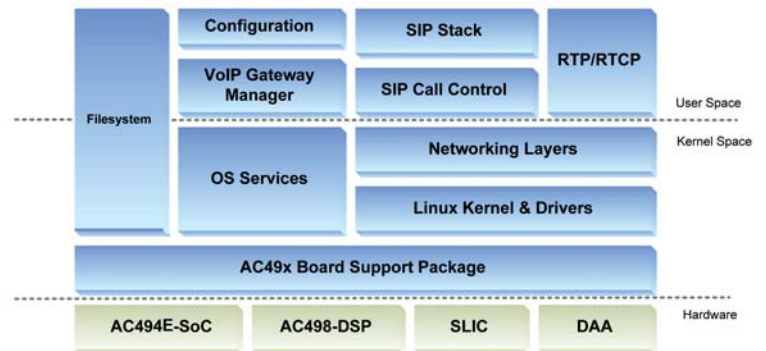 Configuration
SIP Stack
RTP/RTCP
VoIP Gateway
Manager
SIP Call Control
User Space
Filesystem
Kernel Space
OS Services
Networking Layers
Linux Kernel & Drivers
AC49x Board Support Package
Hardware
AC494E-SoC
AC498-DSP
SLIC
DAA